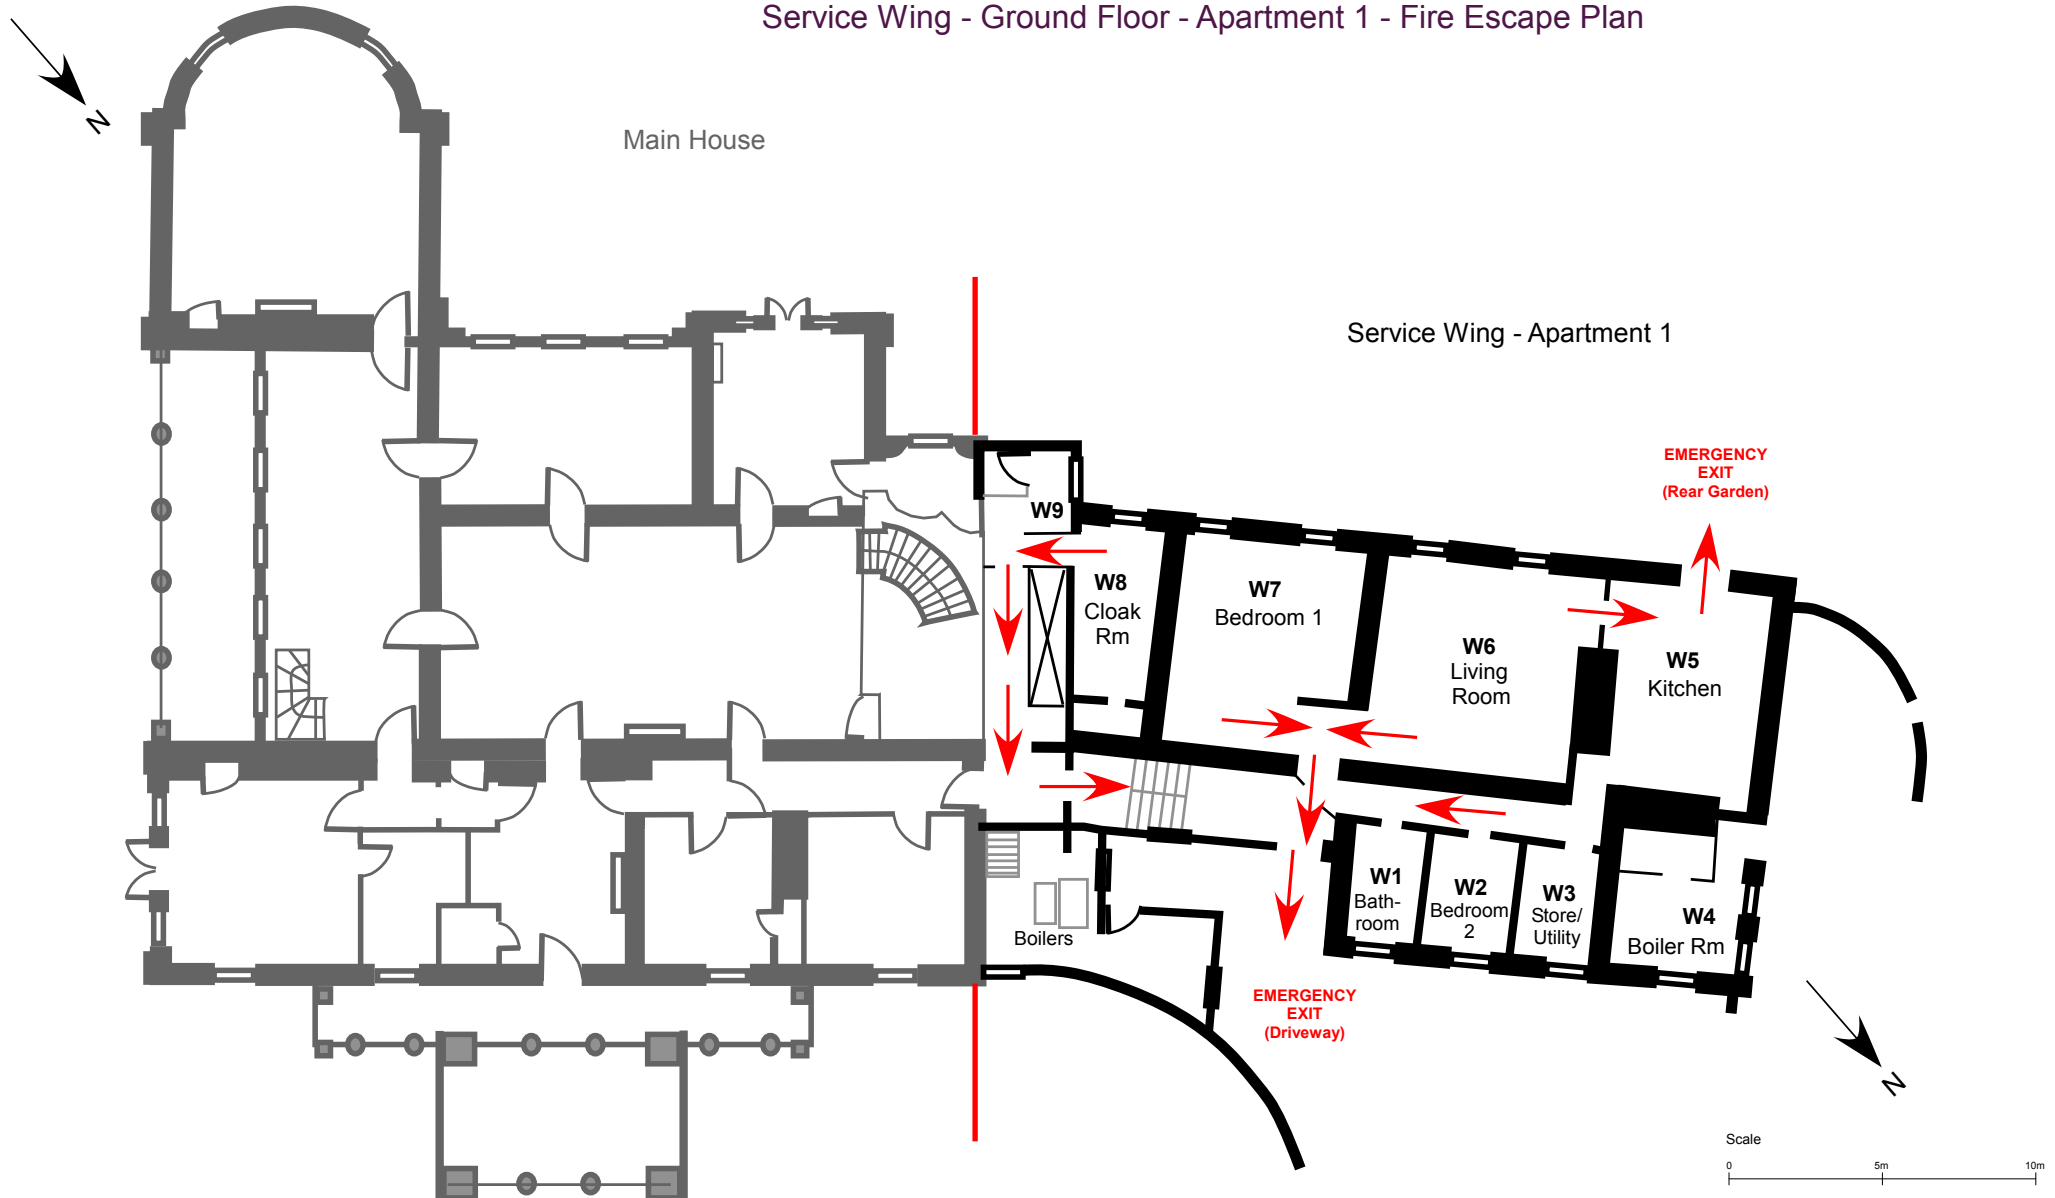 Service Wing - Ground Floor - Apartment 1 - Fire Escape Plan
N
Main House
Service Wing - Apartment 1
EMERGENCY
EXIT
(Rear Garden)
W9
W8
Cloak
Rm
W7
Bedroom 1
W6
Living
Room
W5
Kitchen
W1
Bath-
room
W2
Bedroom
2
W3
Store/
Utility
W4
Boiler Rm
Boilers
EMERGENCY
EXIT
(Driveway)
N
Scale
0 5m 10m